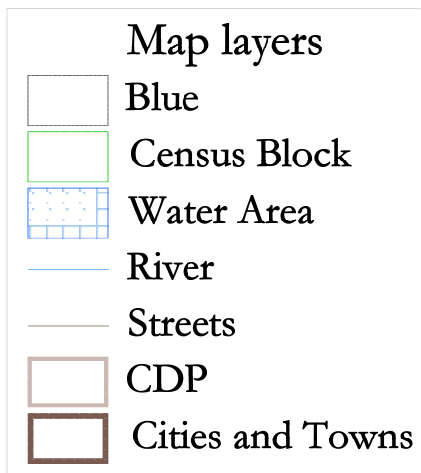 Map layers
Blue
Census Block
Water Area
River
Streets
CDP
Cities and Towns